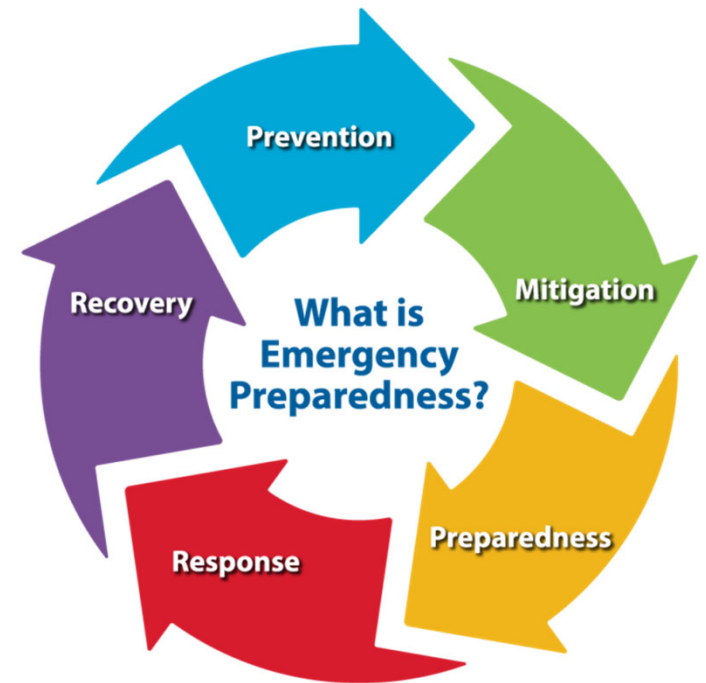 Prevention
Mitigation
Recovery
What is
Emergency
Preparedness?
Preparedness
Response